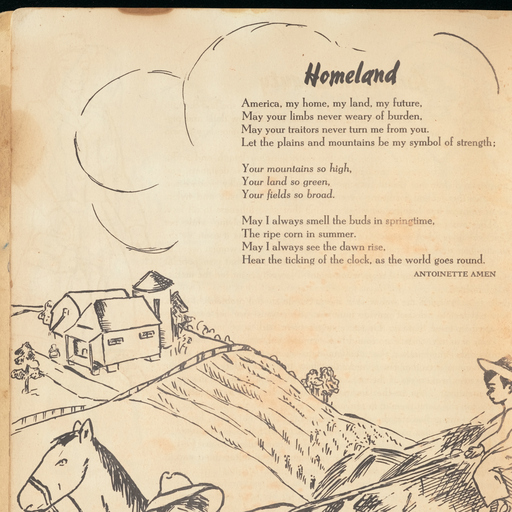 Homeland
America, my home, my land, my future,
May your limbs never weary of burden,
May your traitors never turn me from you.
Let the plains and mountains be my symbol of strength;
Your mountains so high,
Your land so green,
Your fields so broad.
May I always smell the buds in springtime,
The ripe corn in summer.
May I always see the dawn rise,
Hear the ticking of the clock, as the world goes round.
ANTOINETTE AMEN